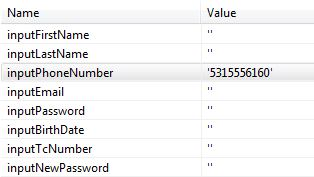 Name Value
inputFirstName ''
inputLastName ''
inputPhoneNumber '5315556160'
inputEmail ''
inputPassword ''
inputBirthDate ''
inputTcNumber ''
inputNewPassword ''